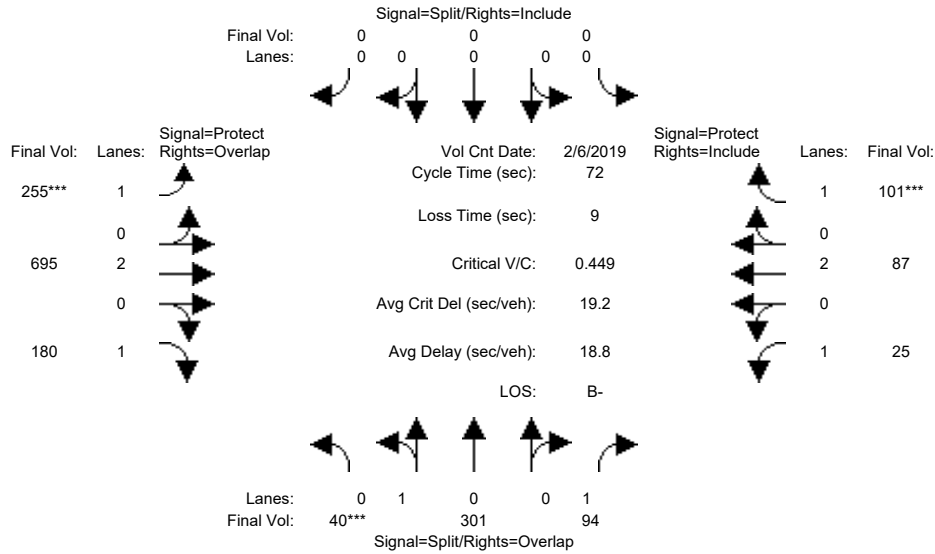 Signal=Split/Rights=Include
Final Vol: 0 0 0
Lanes: 0 0 0 0 0
Signal=Protect Signal=Protect
Final Vol: Lanes: Rights=Overlap Vol Cnt Date: 2/6/2019 Rights=Include Lanes: Final Vol:
Cycle Time (sec): 72
255*** 1 1 101***
Loss Time (sec): 9
0 0
695 2 Critical V/C: 0.449 2 87
0 Avg Crit Del (sec/veh): 19.2 0
180 1 Avg Delay (sec/veh): 18.8 1 25
LOS: B-
Lanes: 0 1 0 0 1
Final Vol: 40*** 301 94
Signal=Split/Rights=Overlap